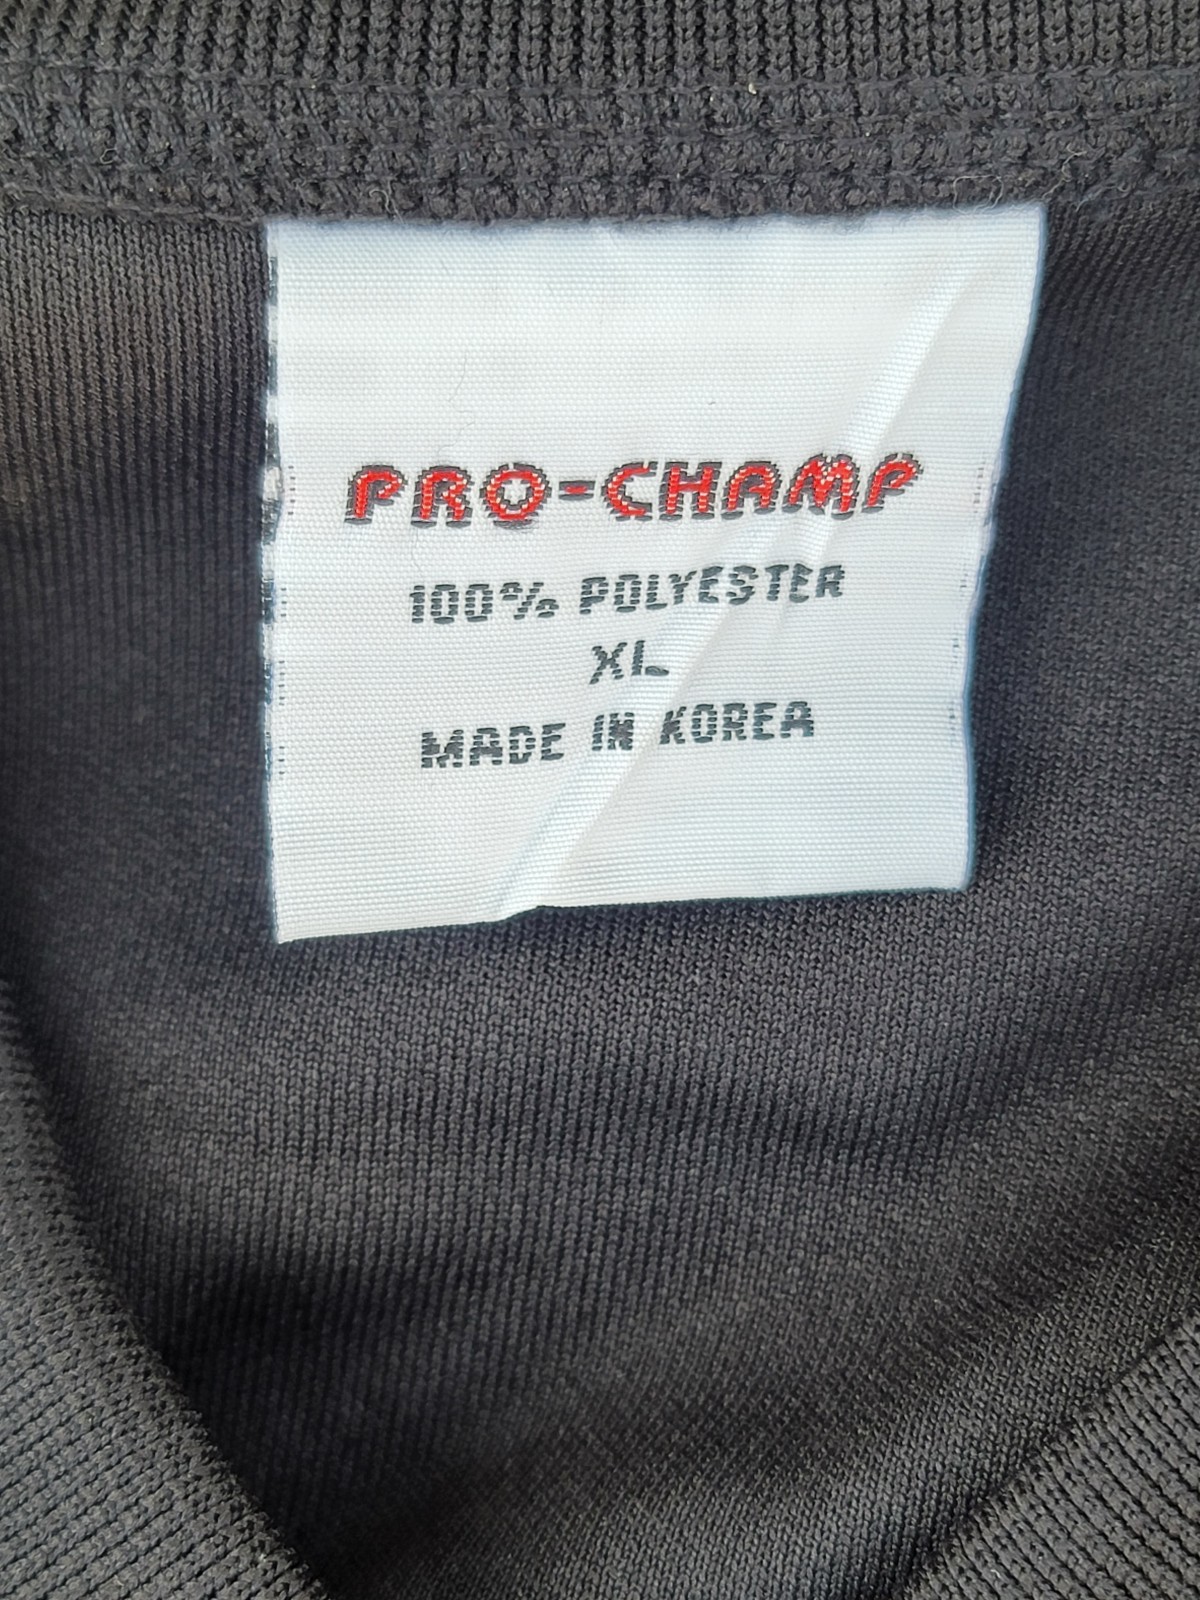 PRO-CHAMP
100% POLYESTER
XL
MADE IN KOREA